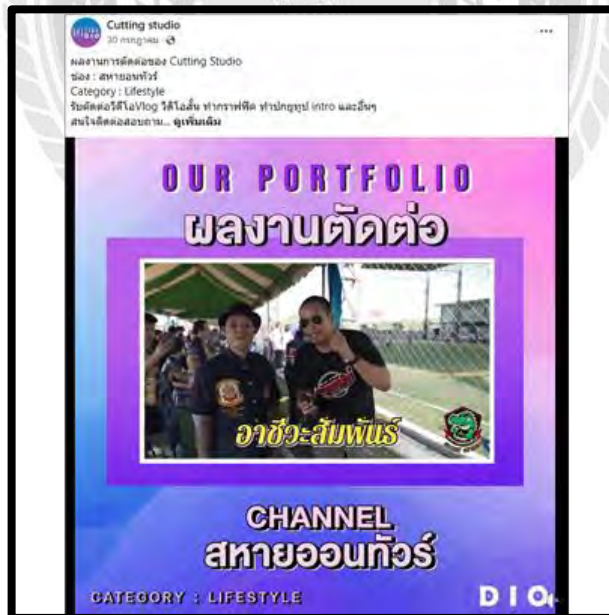 Cutting studio
30 กรกฎาคม
ผลงานการตัดต่อของ Cutting Studio
ช่อง : สหายออนทัวร์
Category : Lifestyle
รับตัดต่อวีดีโอVlog วีดีโอสั้น ทำกราฟฟิค ทำปกยูทูป intro และอื่นๆ
สนใจติดต่อสอบถาม... ดูเพิ่มเติม
OUR PORTFOLIO
ผลงานตัดต่อ
อาชีวะสัมพันธ์
CHANNEL
สหายออนทัวร์
CATEGORY : LIFESTYLE
DIO